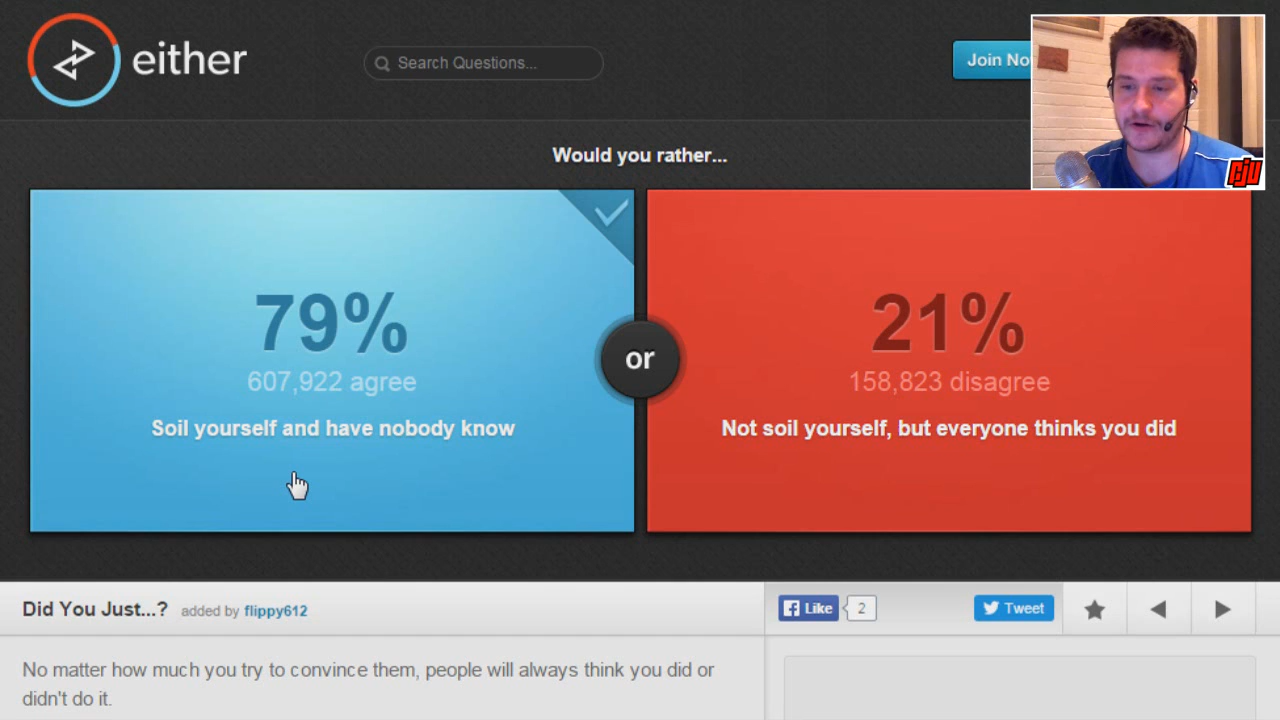 either
Search Questions...
Join No
Would you rather...
79%
607,922 agree
Soil yourself and have nobody know
or
21%
158,823 disagree
Not soil yourself, but everyone thinks you did
Did You Just...? added by flippy612
Like 2
Tweet
No matter how much you try to convince them, people will always think you did or
didn't do it.